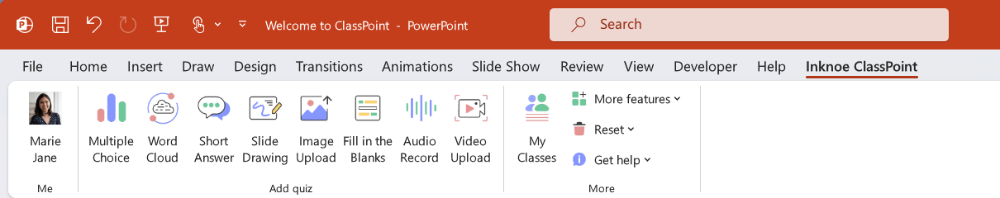 Welcome to ClassPoint - PowerPoint
Search
File Home Insert Draw Design Transitions Animations Slide Show Review View Developer Help Inknoe ClassPoint
Marie Jane
Multiple Choice
Word Cloud
Short Answer
Slide Drawing
Image Upload
Fill in the Blanks
Audio Record
Video Upload
My Classes
More features
Reset
Get help
Me
Add quiz
More